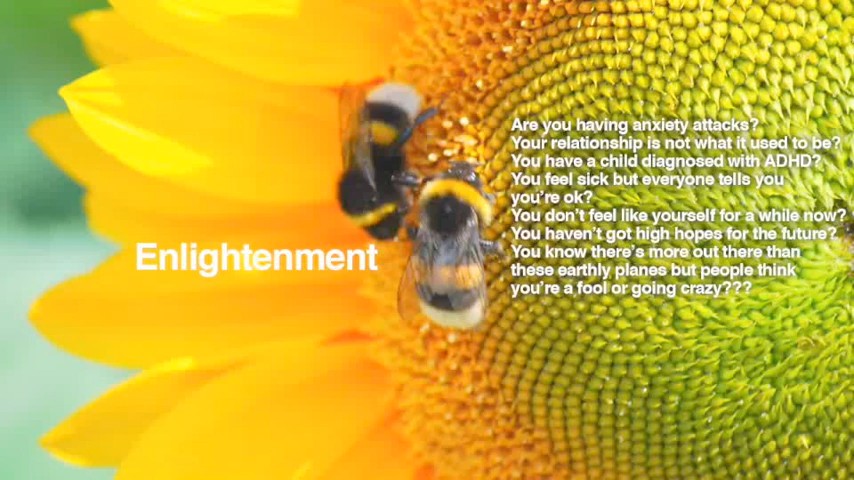 Enlightenment
Are you having anxiety attacks?
Your relationship is not what it used to be?
You have a child diagnosed with ADHD?
You feel sick but everyone tells you
you're ok?
You don't feel like yourself for a while now?
You haven't got high hopes for the future?
You know there's more out there than
these earthly planes but people think
you're a fool or going crazy???